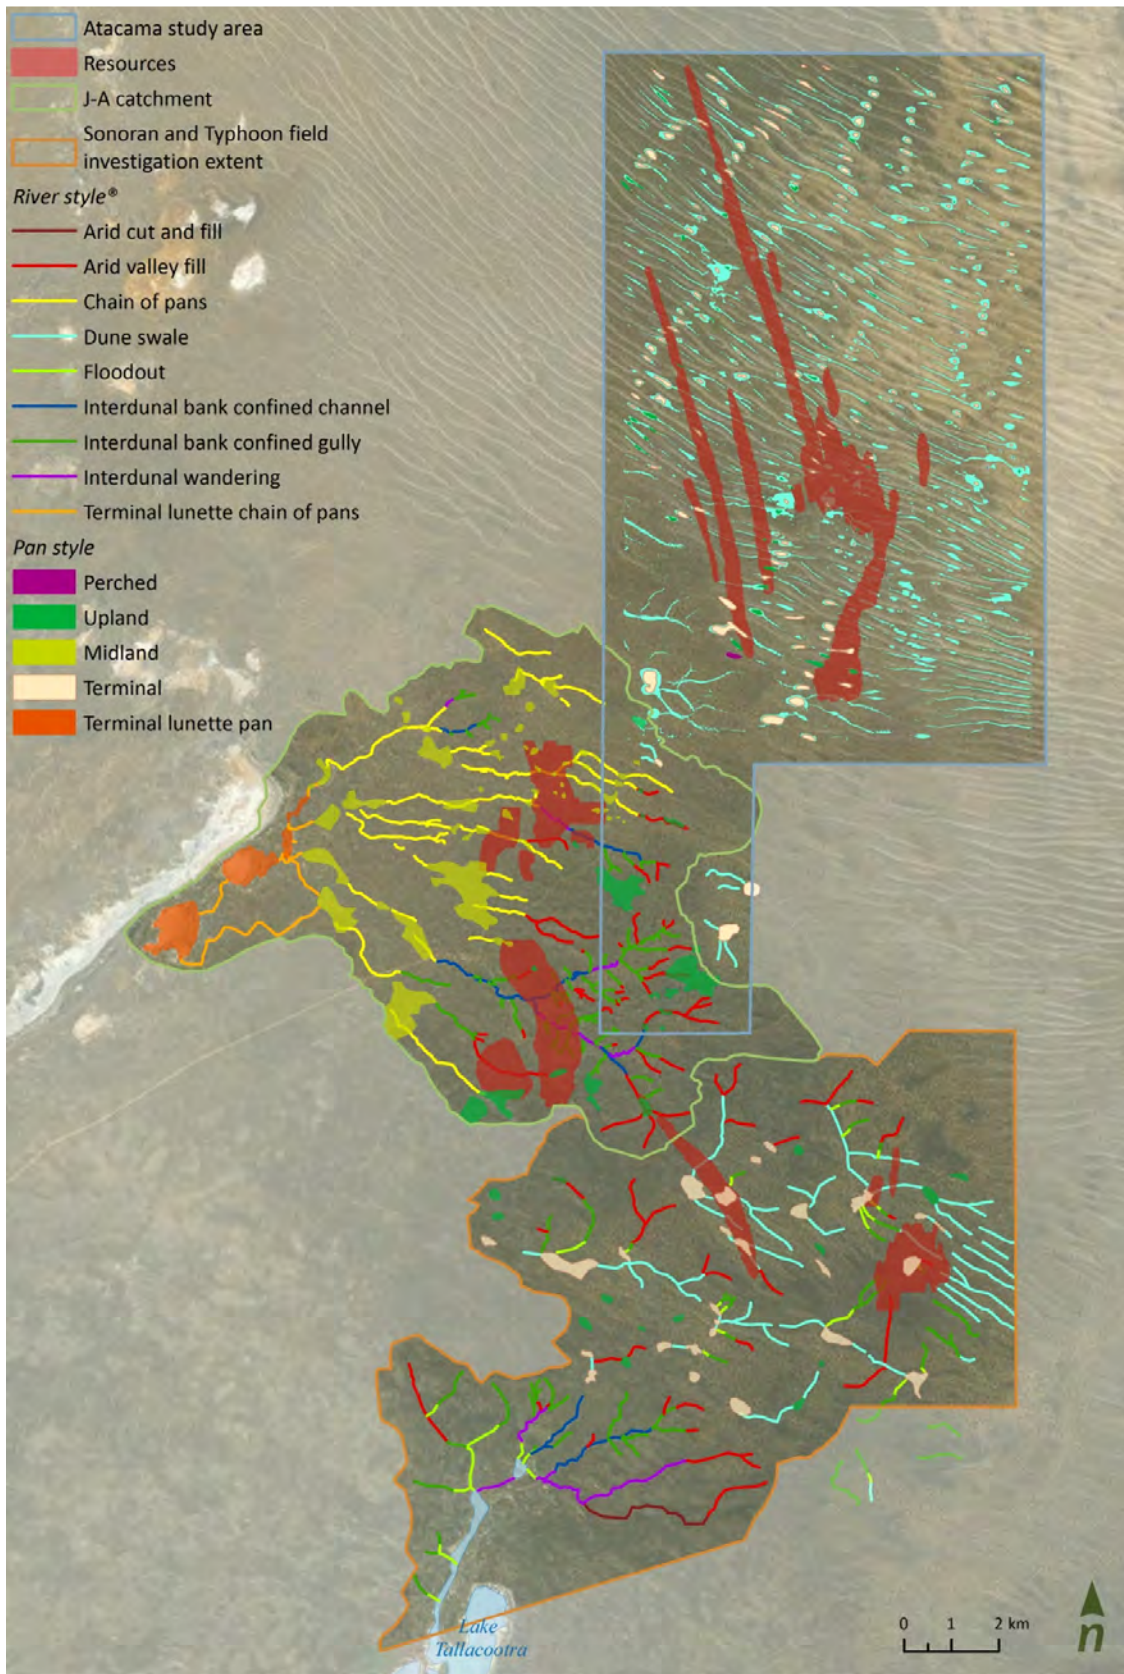 Atacama study area
Resources
J-A catchment
Sonoran and Typhoon field
investigation extent
River style®
Arid cut and fill
Arid valley fill
Chain of pans
Dune swale
Floodout
Interdunal bank confined channel
Interdunal bank confined gully
Interdunal wandering
Terminal lunette chain of pans
Pan style
Perched
Upland
Midland
Terminal
Terminal lunette pan
Lake
Tallacootra
0 1 2 km
n